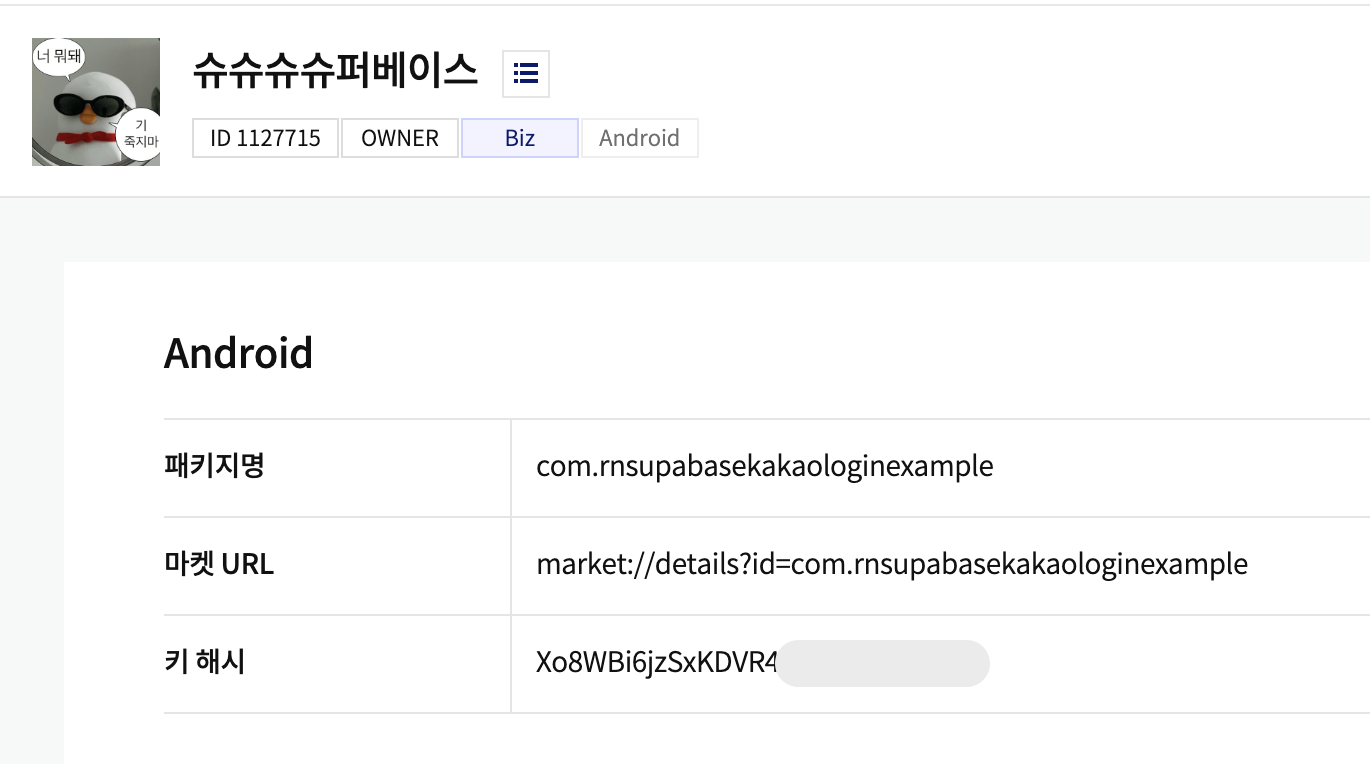 너 뭐돼
기
죽지마
슈슈슈슈퍼베이스
ID 1127715
OWNER
Biz
Android
Android
패키지명
com.rnsupabasekakaologinexample
마켓 URL
market://details?id=com.rnsupabasekakaologinexample
키 해시
Xo8WBi6jzSxKDVR4